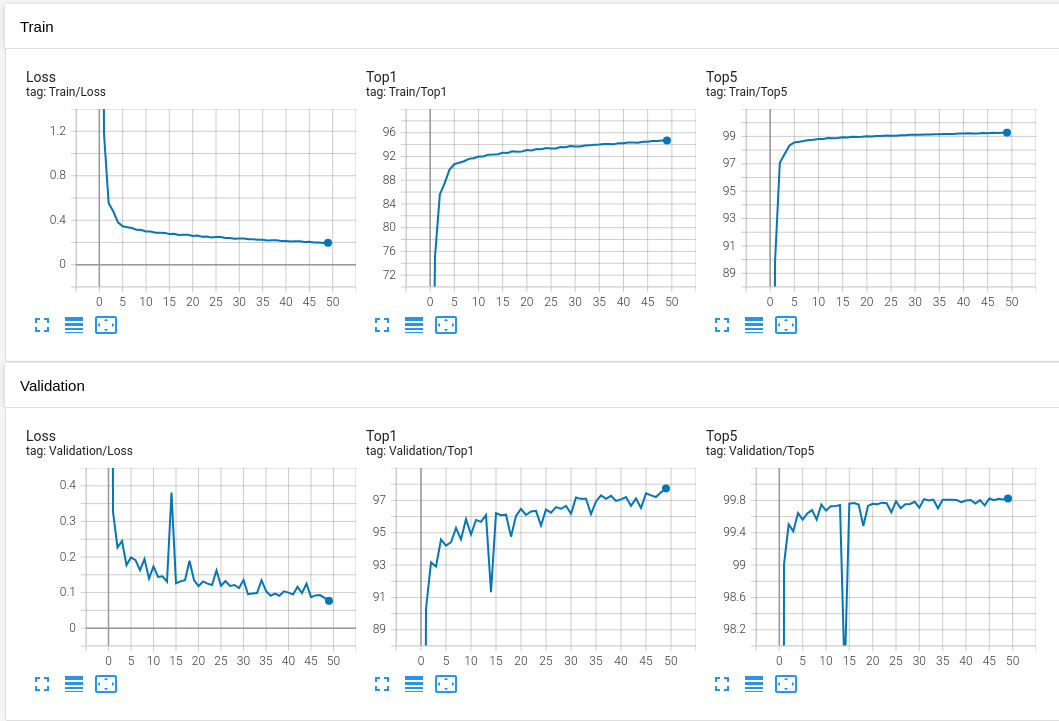 Train
Loss
tag: Train/Loss
1.2
0.8
0.4
0
0 5 10 15 20 25 30 35 40 45 50
Top1
tag: Train/Top1
96
92
88
84
80
76
72
0 5 10 15 20 25 30 35 40 45 50
Top5
tag: Train/Top5
99
97
95
93
91
89
0 5 10 15 20 25 30 35 40 45 50
Validation
Loss
tag: Validation/Loss
0.4
0.3
0.2
0.1
0
0 5 10 15 20 25 30 35 40 45 50
Top1
tag: Validation/Top1
97
95
93
91
89
0 5 10 15 20 25 30 35 40 45 50
Top5
tag: Validation/Top5
99.8
99.4
99
98.6
98.2
0 5 10 15 20 25 30 35 40 45 50